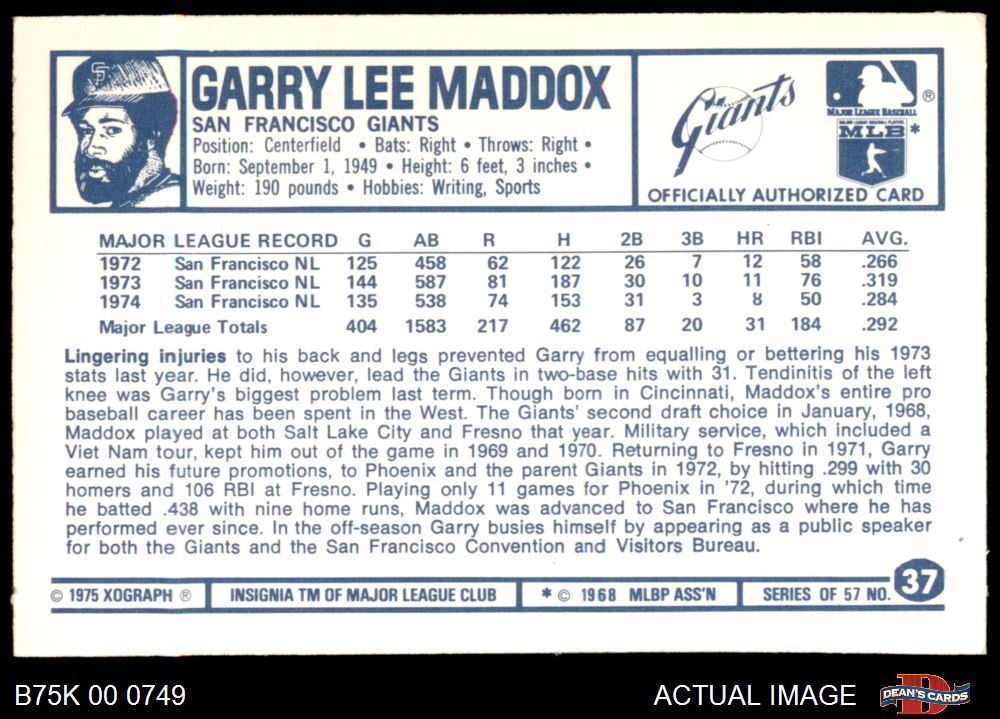 SF
GARRY LEE MADDOX
SAN FRANCISCO GIANTS
Position: Centerfield • Bats: Right • Throws: Right •
Born: September 1, 1949 • Height: 6 feet, 3 inches •
Weight: 190 pounds • Hobbies: Writing, Sports
Giants
MAJOR LEAGUE BASEBALL ®
MAJOR LEAGUE BASEBALL PLAYERS
MLB *
OFFICIALLY AUTHORIZED CARD
MAJOR LEAGUE RECORD G AB R H 2B 3B HR RBI AVG.
1972 San Francisco NL 125 458 62 122 26 7 12 58 .266
1973 San Francisco NL 144 587 81 187 30 10 11 76 .319
1974 San Francisco NL 135 538 74 153 31 3 8 50 .284
Major League Totals 404 1583 217 462 87 20 31 184 .292
Lingering injuries to his back and legs prevented Garry from equalling or bettering his 1973
stats last year. He did, however, lead the Giants in two-base hits with 31. Tendinitis of the left
knee was Garry's biggest problem last term. Though born in Cincinnati, Maddox's entire pro
baseball career has been spent in the West. The Giants' second draft choice in January, 1968,
Maddox played at both Salt Lake City and Fresno that year. Military service, which included a
Viet Nam tour, kept him out of the game in 1969 and 1970. Returning to Fresno in 1971, Garry
earned his future promotions, to Phoenix and the parent Giants in 1972, by hitting .299 with 30
homers and 106 RBI at Fresno. Playing only 11 games for Phoenix in '72, during which time
he batted .438 with nine home runs, Maddox was advanced to San Francisco where he has
performed ever since. In the off-season Garry busies himself by appearing as a public speaker
for both the Giants and the San Francisco Convention and Visitors Bureau.
© 1975 XOGRAPH ® INSIGNIA TM OF MAJOR LEAGUE CLUB * © 1968 MLBP ASS'N SERIES OF 57 NO. 37
B75K 00 0749 ACTUAL IMAGE DEAN'S CARDS